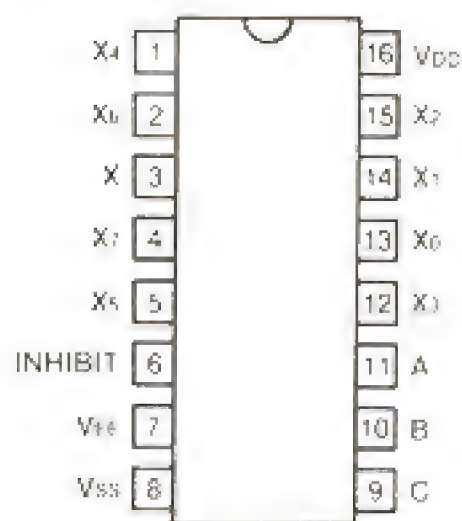 X4 1 16 VDD
X6 2 15 X2
X 3 14 X1
X7 4 13 X0
X5 5 12 X3
INHIBIT 6 11 A
7 10 B
VSS 8 9 C